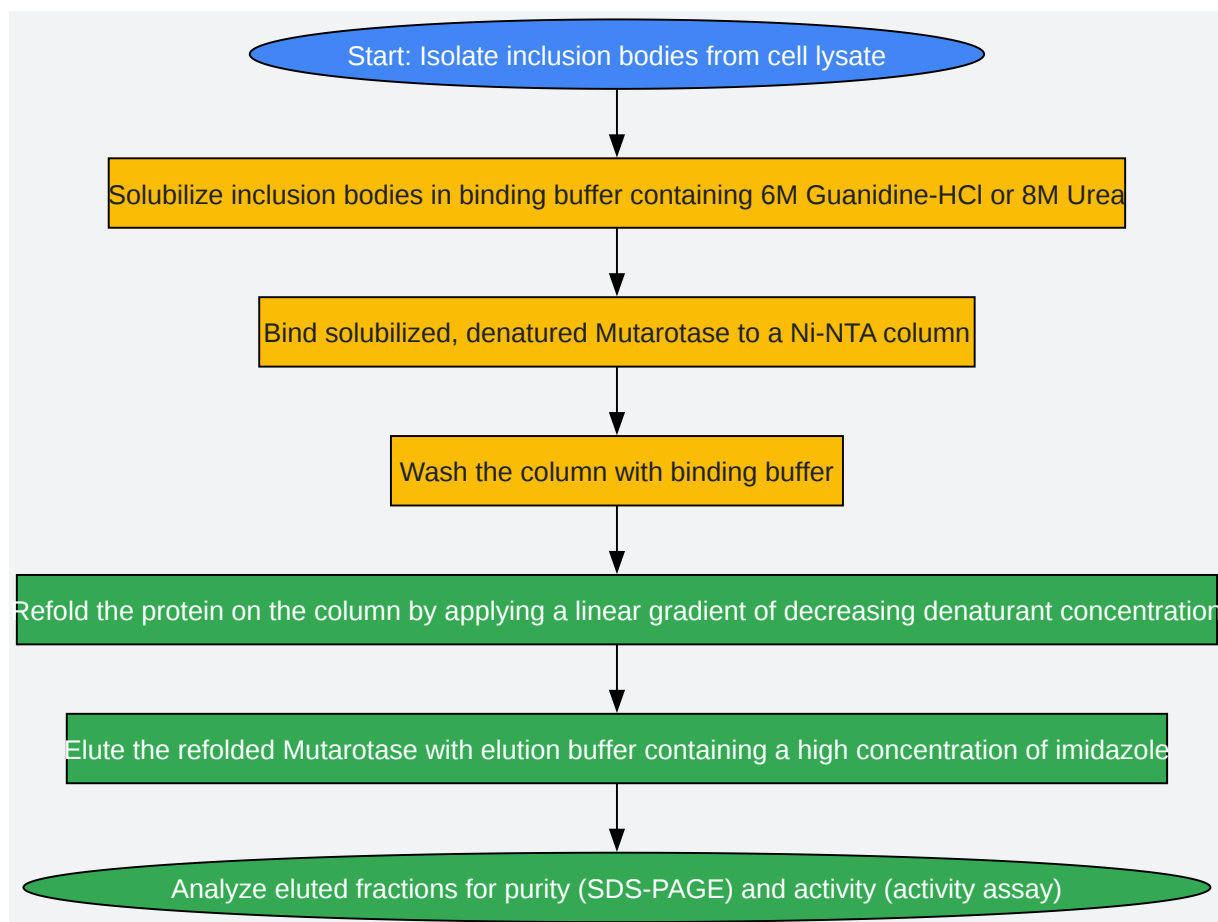 Start: Isolate inclusion bodies from cell lysate
Solubilize inclusion bodies in binding buffer containing 6M Guanidine-HCl or 8M Urea
Bind solubilized, denatured Mutarotase to a Ni-NTA column
Wash the column with binding buffer
Refold the protein on the column by applying a linear gradient of decreasing denaturant concentration
Elute the refolded Mutarotase with elution buffer containing a high concentration of imidazole
Analyze eluted fractions for purity (SDS-PAGE) and activity (activity assay)